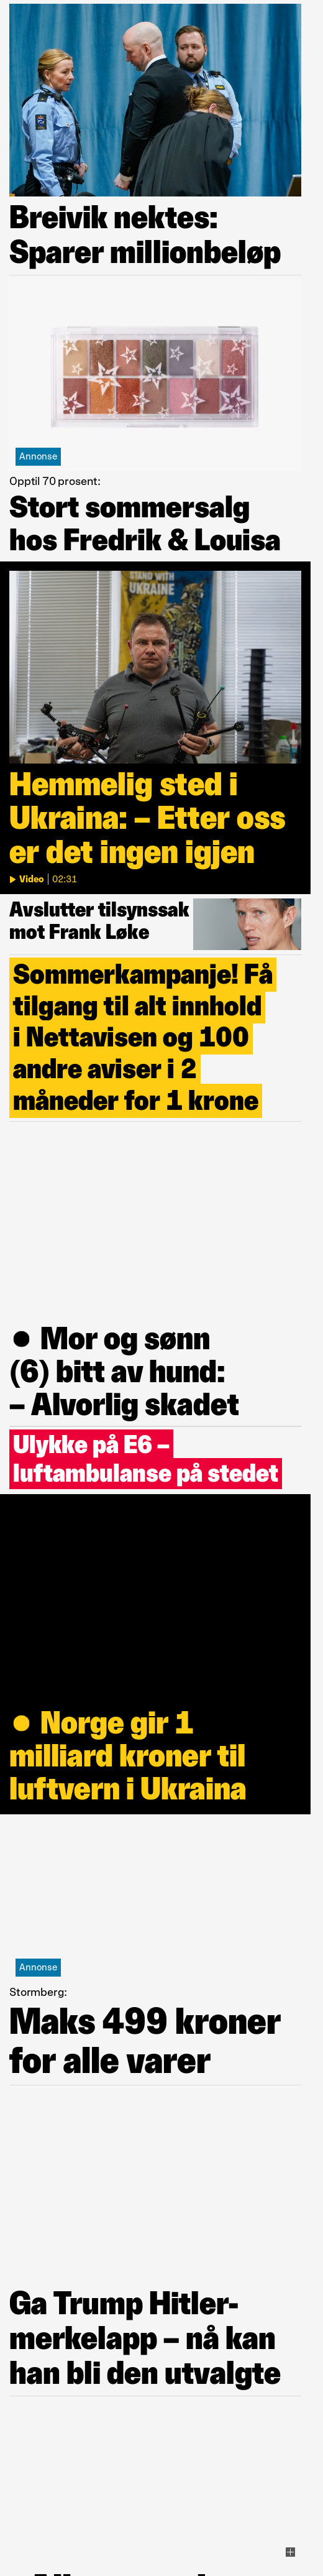 Breivik nektes:
Sparer millionbeløp
Annonse
Opptil 70 prosent:
Stort sommersalg
hos Fredrik & Louisa
STAND WITH
UKRAINE
Hemmelig sted i
Ukraina: – Etter oss
er det ingen igjen
Video | 02:31
Avslutter tilsynssak
mot Frank Løke
Sommerkampanje! Få
tilgang til alt innhold
i Nettavisen og 100
andre aviser i 2
måneder for 1 krone
● Mor og sønn
(6) bitt av hund:
– Alvorlig skadet
Ulykke på E6 –
luftambulanse på stedet
● Norge gir 1
milliard kroner til
luftvern i Ukraina
Annonse
Stormberg:
Maks 499 kroner
for alle varer
Ga Trump Hitler-
merkelapp – nå kan
han bli den utvalgte